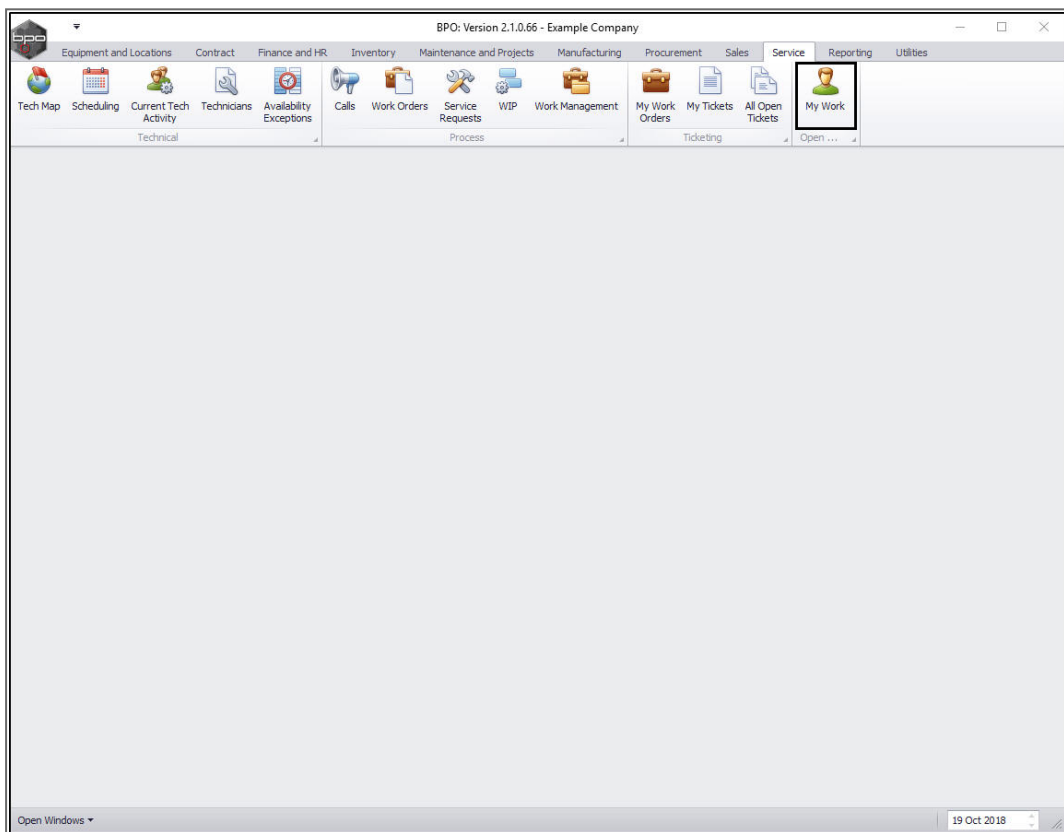 bpo
BPO: Version 2.1.0.66 - Example Company
Equipment and Locations Contract Finance and HR Inventory Maintenance and Projects Manufacturing Procurement Sales Service Reporting Utilities
Tech Map Scheduling Current Tech Activity Technicians Availability Exceptions Calls Work Orders Service Requests WIP Work Management My Work Orders My Tickets All Open Tickets My Work
Technical Process Ticketing Open ...
Open Windows 19 Oct 2018